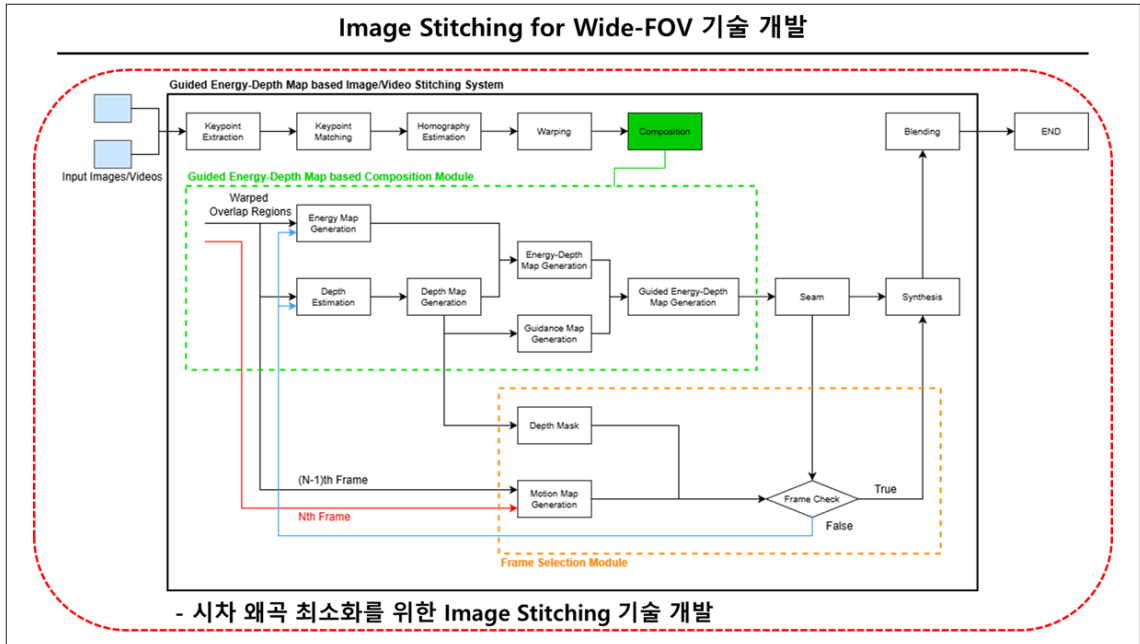 Image Stitching for Wide-FOV 기술 개발
Guided Energy-Depth Map based Image/Video Stitching System
Input Images/Videos
Keypoint
Extraction
Keypoint
Matching
Homography
Estimation
Warping
Composition
Blending
END
Guided Energy-Depth Map based Composition Module
Warped
Overlap Regions
Energy Map
Generation
Depth
Estimation
Depth Map
Generation
Energy-Depth
Map Generation
Guidance Map
Generation
Guided Energy-Depth
Map Generation
Seam
Synthesis
Depth Mask
(N-1)th Frame
Nth Frame
Motion Map
Generation
Frame Check
True
False
Frame Selection Module
- 시차 왜곡 최소화를 위한 Image Stitching 기술 개발